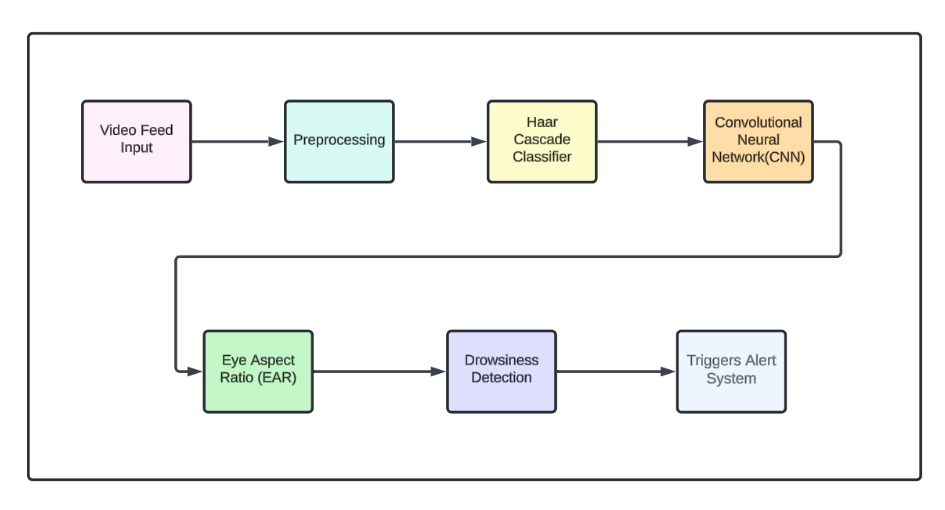 Video Feed
Input
Preprocessing
Haar
Cascade
Classifier
Convolutional
Neural
Network(CNN)
Eye Aspect
Ratio (EAR)
Drowsiness
Detection
Triggers Alert
System